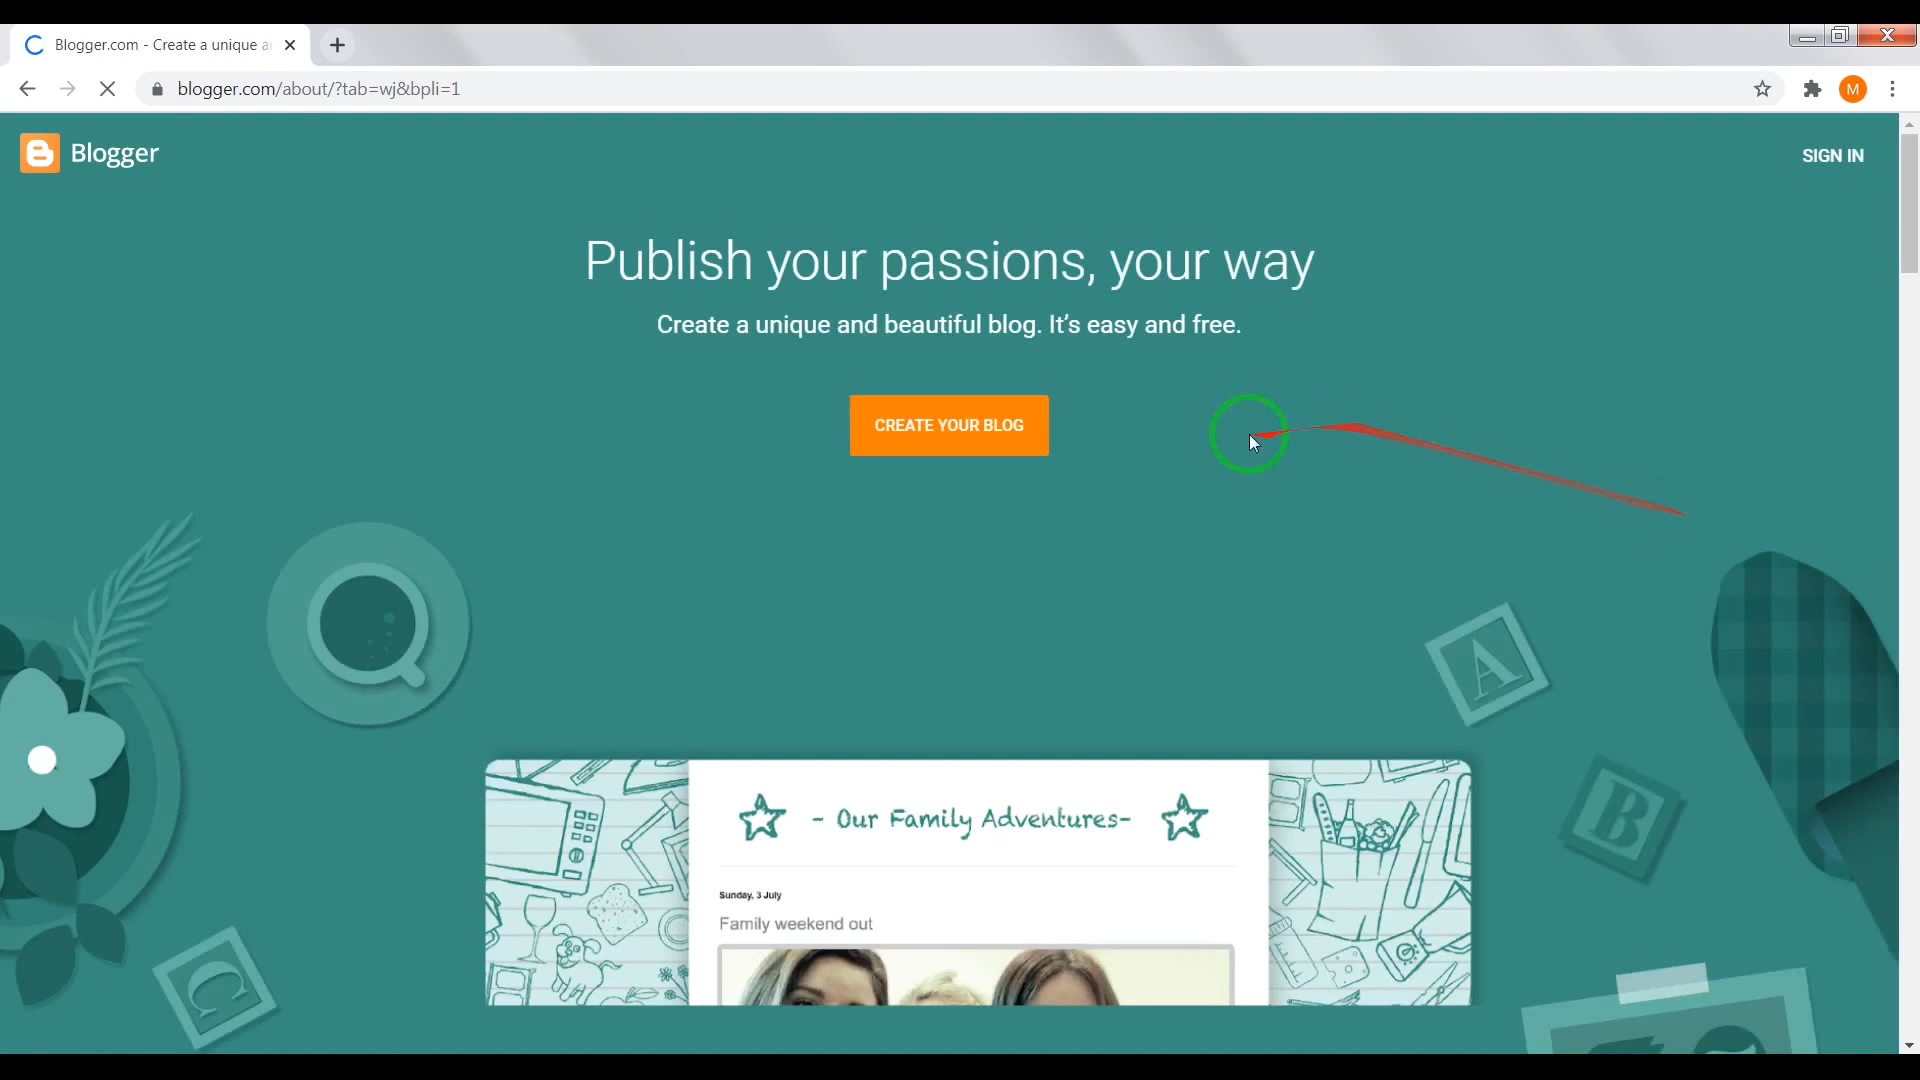 Blogger.com - Create a unique a
blogger.com/about/?tab=wj&bpli=1
M
Blogger
SIGN IN
Publish your passions, your way
Create a unique and beautiful blog. It’s easy and free.
CREATE YOUR BLOG
A
B
C
- Our Family Adventures-
Sunday, 3 July
Family weekend out